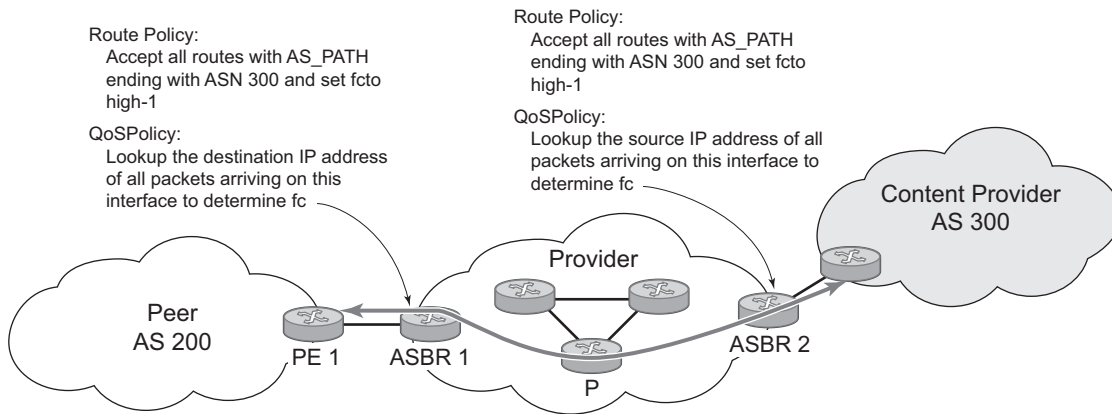 Route Policy:
Accept all routes with AS_PATH
ending with ASN 300 and set fcto
high-1
QoSPolicy:
Lookup the destination IP address
of all packets arriving on this
interface to determine fc
Route Policy:
Accept all routes with AS_PATH
ending with ASN 300 and set fcto
high-1
QoSPolicy:
Lookup the source IP address of all
packets arriving on this interface to
determine fc
Content Provider
AS 300
Provider
Peer
AS 200
PE 1
ASBR 1
P
ASBR 2